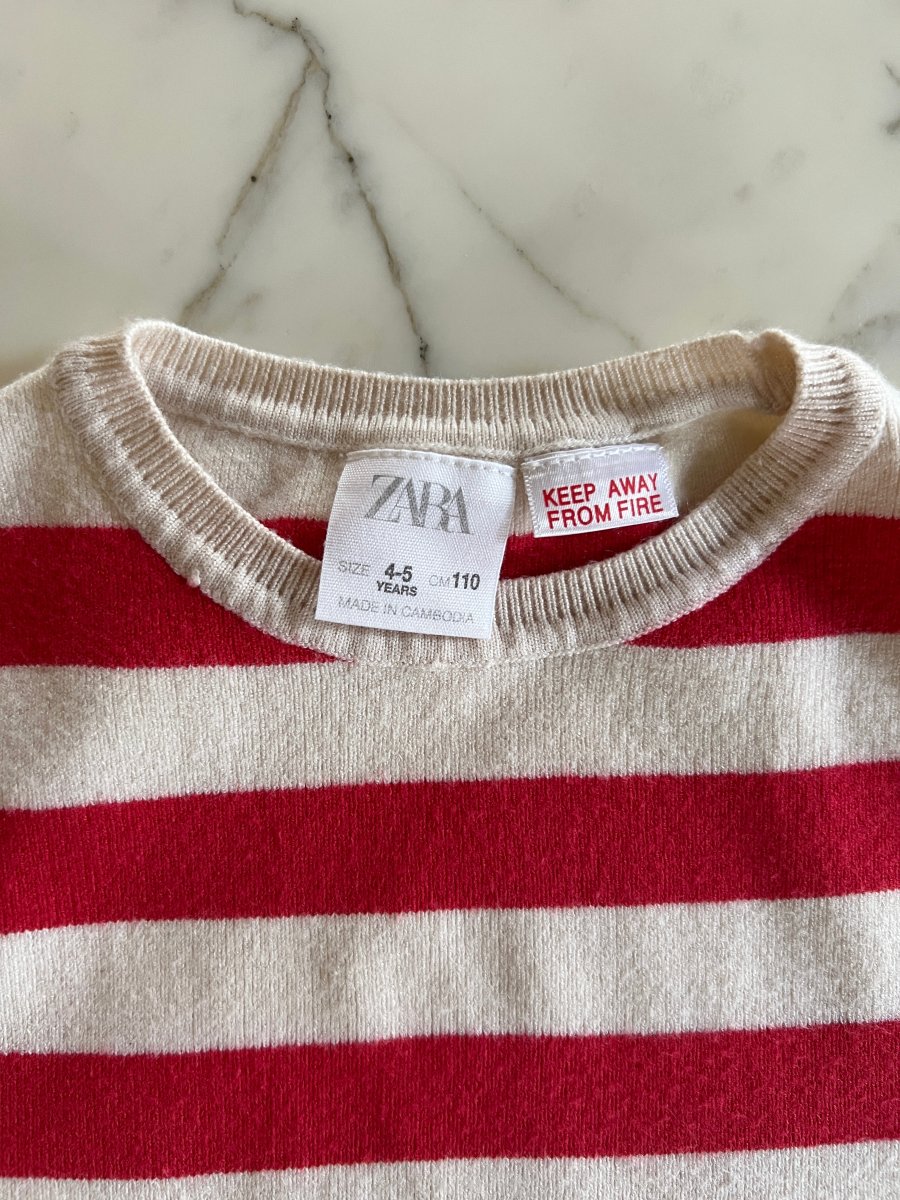 ZARA
SIZE 4-5 YEARS CM 110
MADE IN CAMBODIA
KEEP AWAY
FROM FIRE